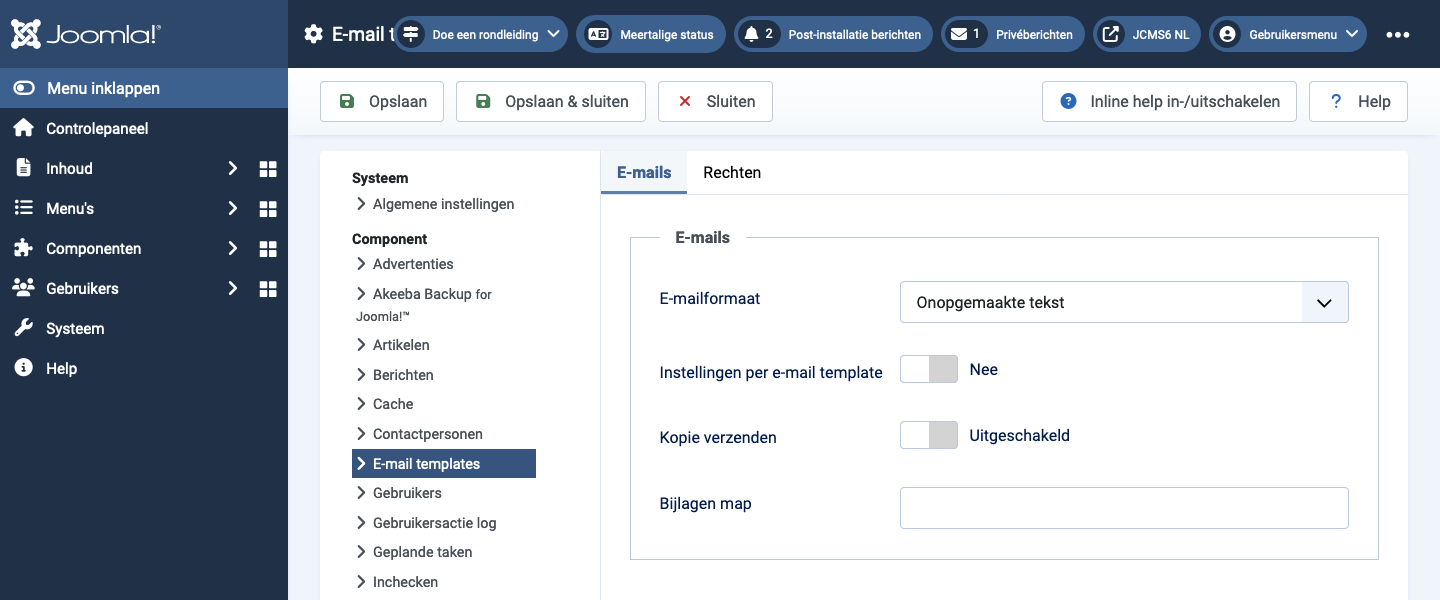 Joomla!®
E-mail t
Doe een rondleiding
Meertalige status
2
Post-installatie berichten
1
Privéberichten
JCMS6 NL
Gebruikersmenu
Menu inklappen
Controlepaneel
Inhoud
Menu's
Componenten
Gebruikers
Systeem
Help
Opslaan
Opslaan & sluiten
Sluiten
Inline help in-/uitschakelen
Help
Systeem
Algemene instellingen
Component
Advertenties
Akeeba Backup for
Joomla!™
Artikelen
Berichten
Cache
Contactpersonen
E-mail templates
Gebruikers
Gebruikersactie log
Geplande taken
Inchecken
E-mails
Rechten
E-mails
E-mailformaat
Onopgemaakte tekst
Instellingen per e-mail template
Nee
Kopie verzenden
Uitgeschakeld
Bijlagen map